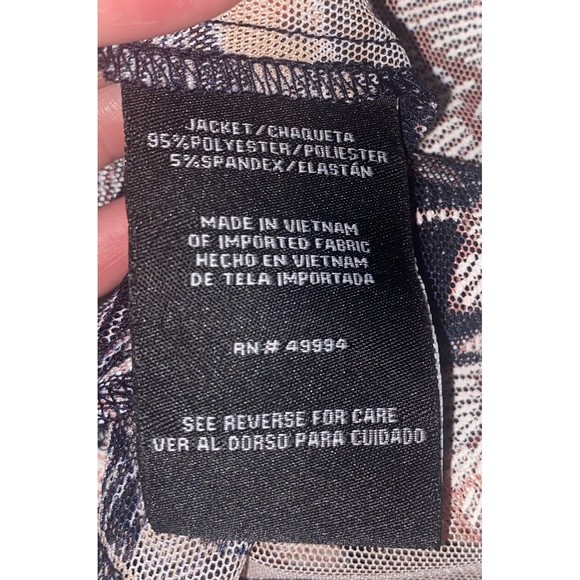 JACKET/CHAQUETA
95%POLYESTER/POLIESTER
5%SPANDEX/ELASTÁN
MADE IN VIETNAM
OF IMPORTED FABRIC
HECHO EN VIETNAM
DE TELA IMPORTADA
RN# 49994
SEE REVERSE FOR CARE
VER AL DORSO PARA CUIDADO